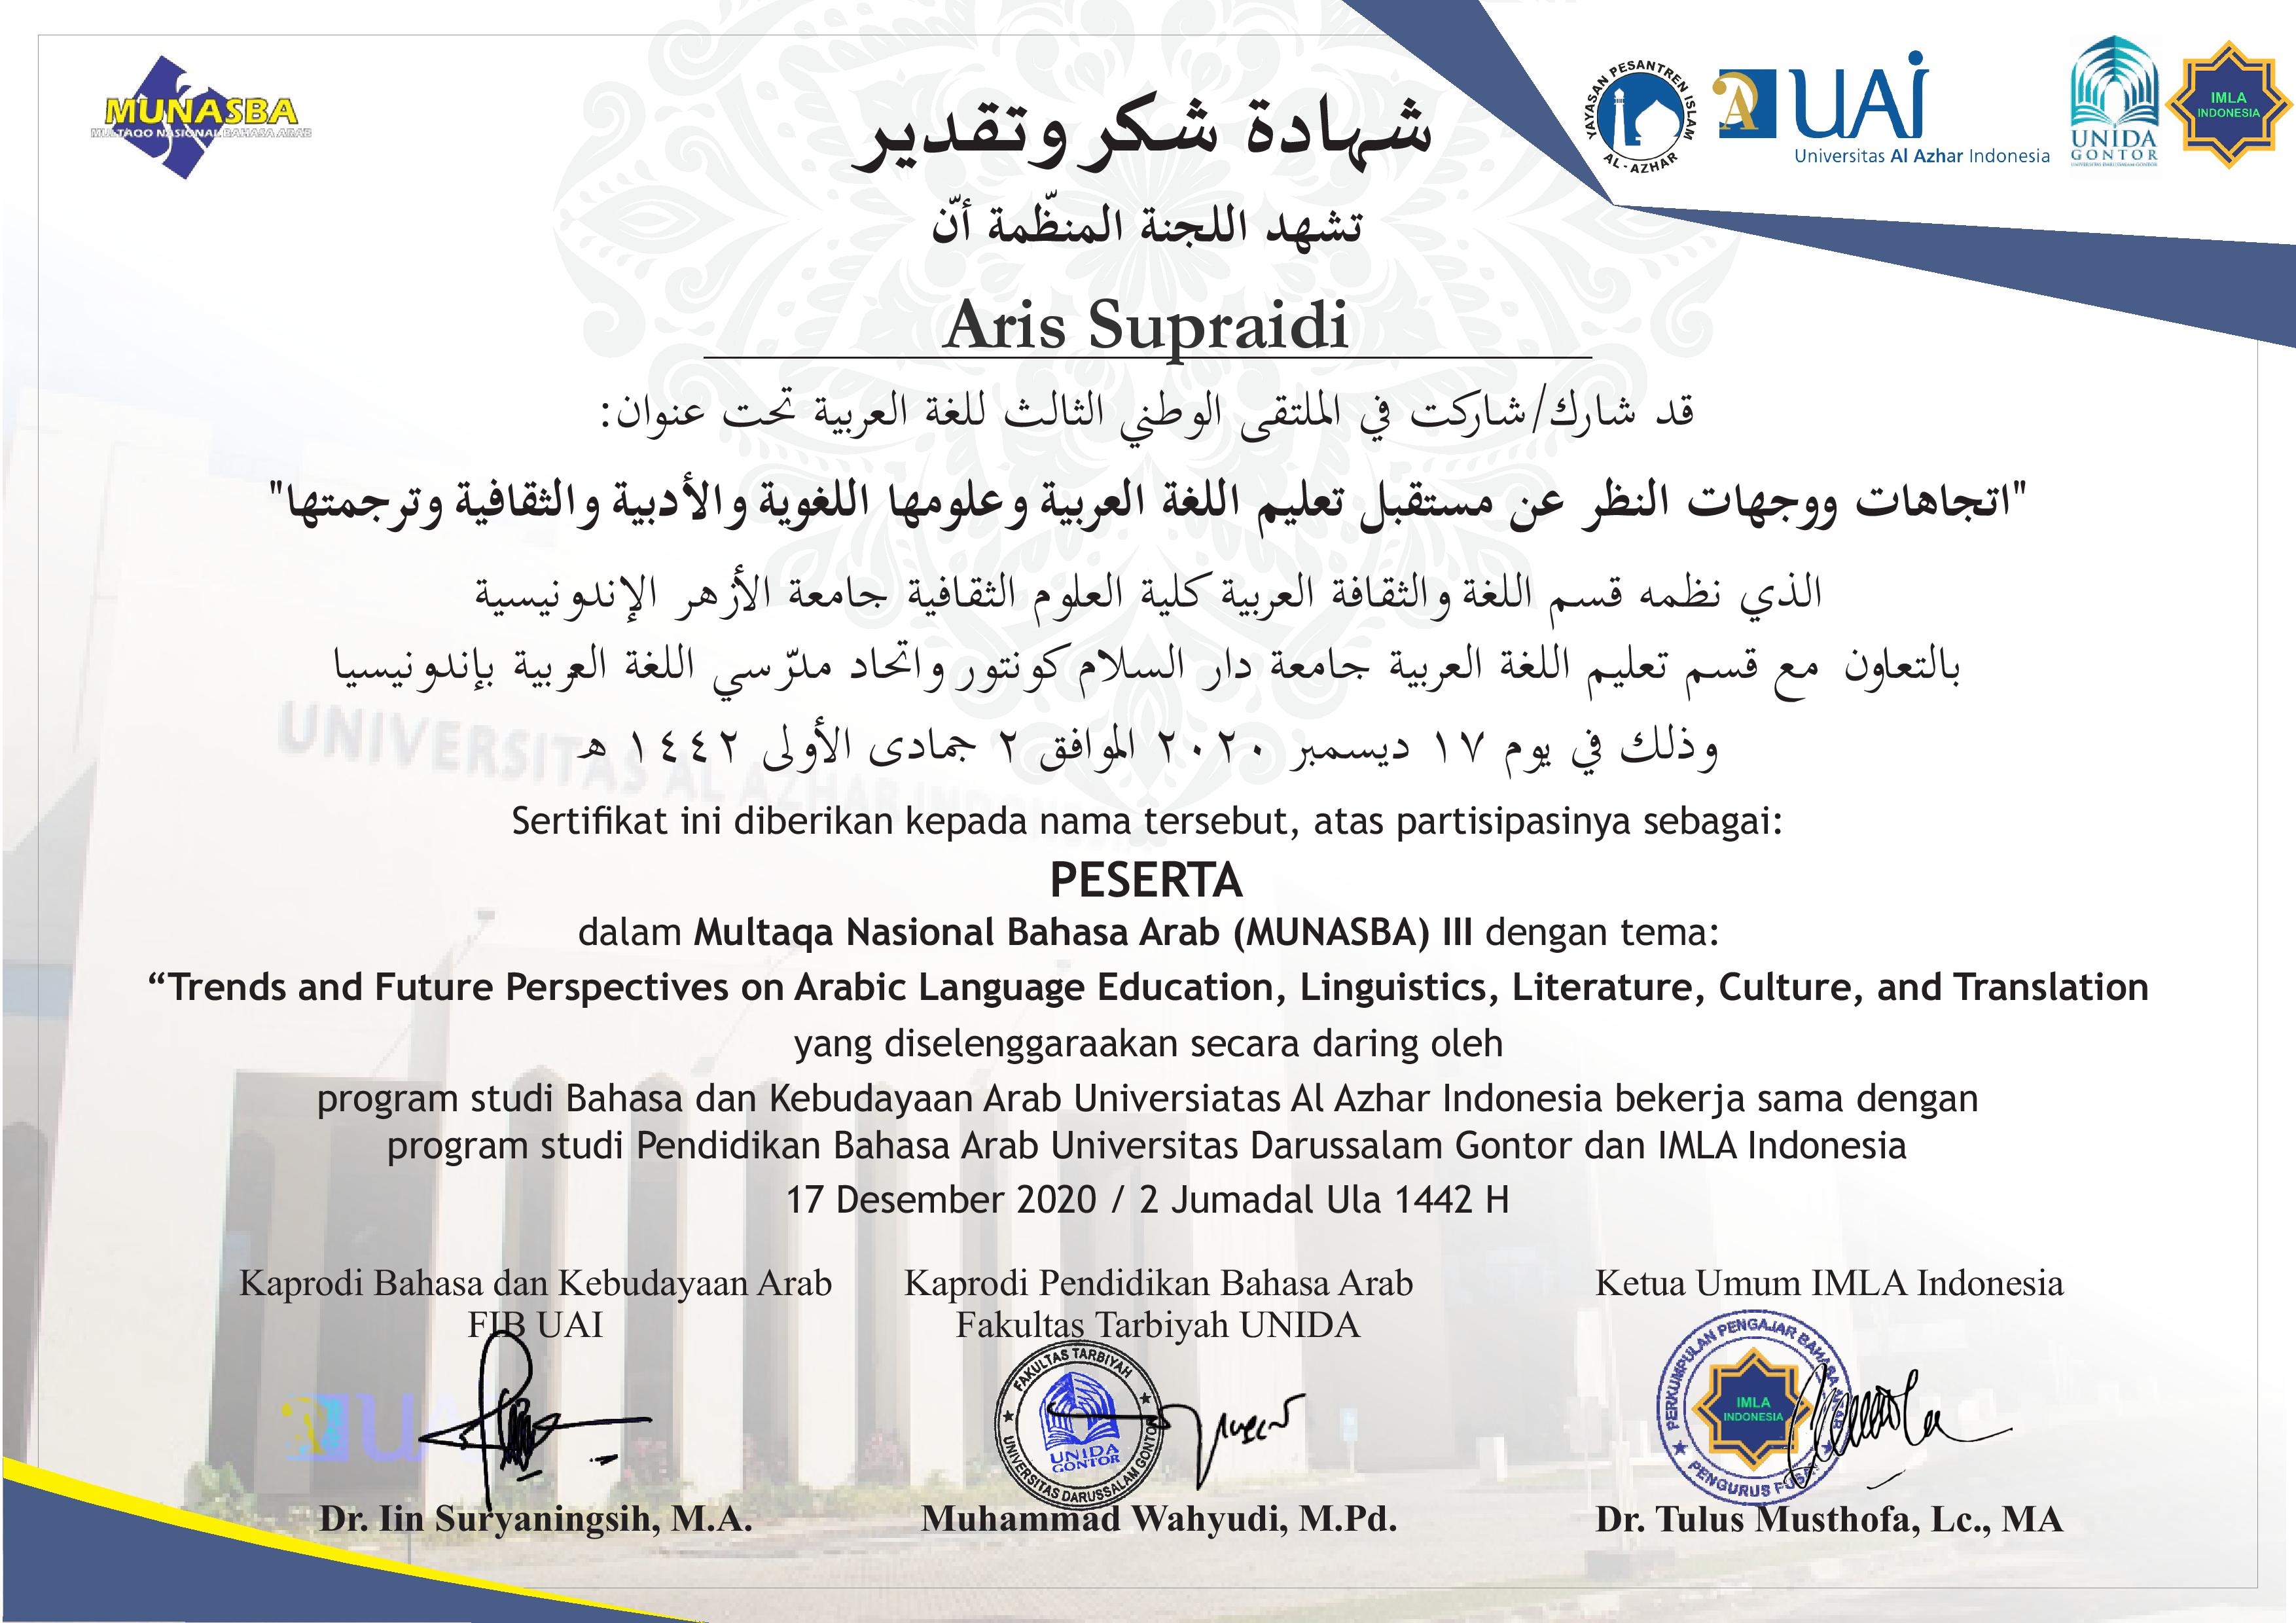 MUNASBA
MULTAQO NASIONAL BAHASA ARAB
YAYASAN PESANTREN ISLAM
AL-AZHAR
UAI
Universitas Al Azhar Indonesia
UNIDA
GONTOR
UNIVERSITAS DARUSSALAM GONTOR
IMLA
INDONESIA
شهادة شكر وتقدير
تشهد اللجنة المنظّمة أنّ
Aris Supraidi
قد شارك/شاركت في الملتقى الوطني الثالث للغة العربية تحت عنوان:
"اتجاهات ووجهات النظر عن مستقبل تعليم اللغة العربية وعلومها اللغوية والأدبية والثقافية وترجمتها"
الذي نظمه قسم اللغة والثقافة العربية كلية العلوم الثقافية جامعة الأزهر الإندونيسية
بالتعاون مع قسم تعليم اللغة العربية جامعة دار السلام كونتور واتحاد مدرّسي اللغة العربية بإندونيسيا
وذلك في يوم ١٧ ديسمبر ٢٠٢٠ الموافق ٢ جمادى الأولى ١٤٤٢ هـ
UNIVERSITAS AL AZHAR INDONESIA
Sertifikat ini diberikan kepada nama tersebut, atas partisipasinya sebagai:
PESERTA
dalam Multaqa Nasional Bahasa Arab (MUNASBA) III dengan tema:
“Trends and Future Perspectives on Arabic Language Education, Linguistics, Literature, Culture, and Translation
yang diselenggaraakan secara daring oleh
program studi Bahasa dan Kebudayaan Arab Universiatas Al Azhar Indonesia bekerja sama dengan
program studi Pendidikan Bahasa Arab Universitas Darussalam Gontor dan IMLA Indonesia
17 Desember 2020 / 2 Jumadal Ula 1442 H
Kaprodi Bahasa dan Kebudayaan Arab
FIB UAI
UA
Dr. Iin Suryaningsih, M.A.
Kaprodi Pendidikan Bahasa Arab
Fakultas Tarbiyah UNIDA
FAKULTAS TARBIYAH
UNIDA
GONTOR
UNIVERSITAS DARUSSALAM GONTOR
Muhammad Wahyudi, M.Pd.
Ketua Umum IMLA Indonesia
PERKUMPULAN PENGAJAR BAHASA ARAB
IMLA
INDONESIA
PENGURUS PUSAT
Dr. Tulus Musthofa, Lc., MA